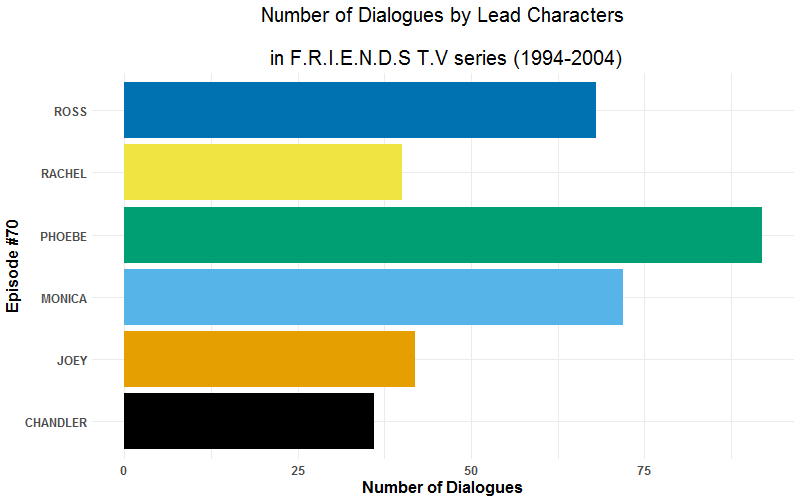 Number of Dialogues by Lead Characters
in F.R.I.E.N.D.S T.V series (1994-2004)
Episode #70
ROSS
RACHEL
PHOEBE
MONICA
JOEY
CHANDLER
0 25 50 75
Number of Dialogues